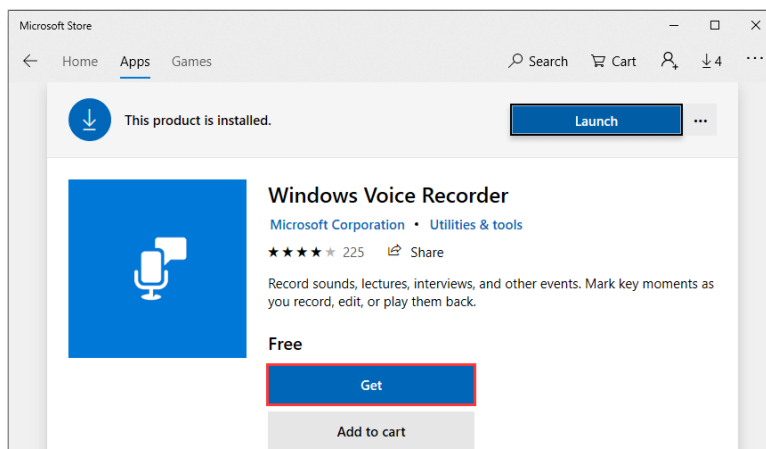 Microsoft Store
Home Apps Games Search Cart 4
This product is installed. Launch
Windows Voice Recorder
Microsoft Corporation • Utilities & tools
225 Share
Record sounds, lectures, interviews, and other events. Mark key moments as
you record, edit, or play them back.
Free
Get
Add to cart